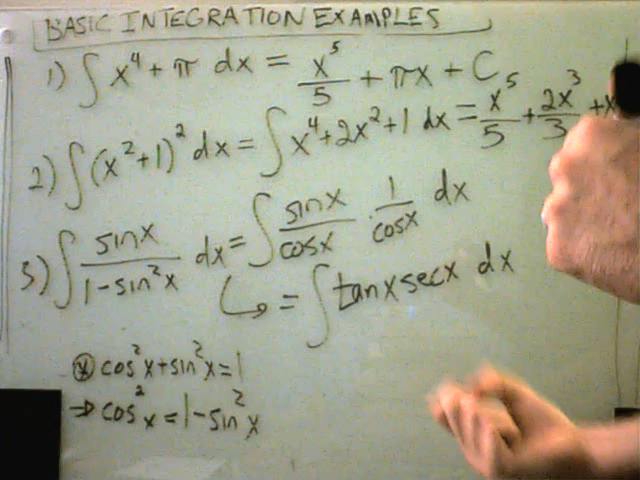 BASIC INTEGRATION EXAMPLES
1) ∫ x⁴ + π dx = x⁵/5 + πx + C
2) ∫ (x² + 1)² dx = ∫ x⁴ + 2x² + 1 dx = x⁵/5 + 2x³/3 + x
3) ∫ sinx/(1 - sin²x) dx = ∫ sinx/cosx · 1/cosx dx
↳ = ∫ tanx secx dx
* cos²x + sin²x = 1
⇒ cos²x = 1 - sin²x